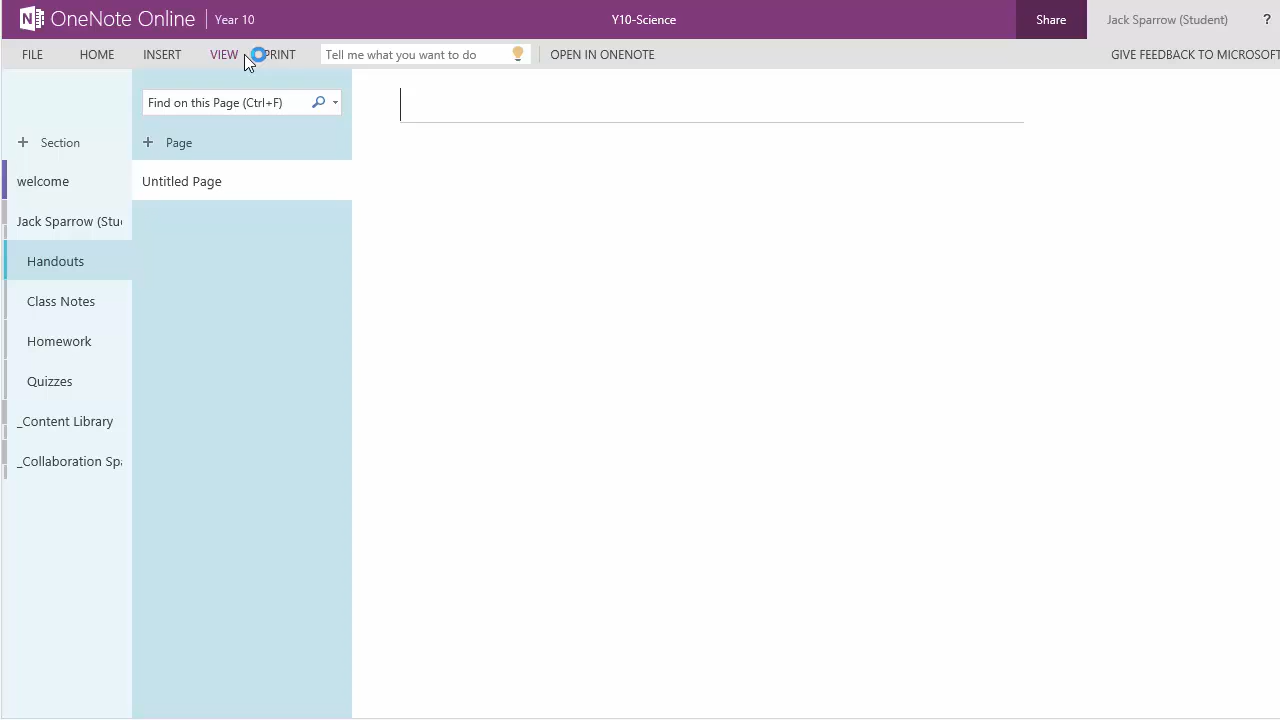 OneNote Online Year 10 Y10-Science Share Jack Sparrow (Student) ?
FILE HOME INSERT VIEW PRINT Tell me what you want to do OPEN IN ONENOTE GIVE FEEDBACK TO MICROSOFT
Find on this Page (Ctrl+F)
+ Section + Page
welcome Untitled Page
Jack Sparrow (Stu
Handouts
Class Notes
Homework
Quizzes
_Content Library
_Collaboration Spa